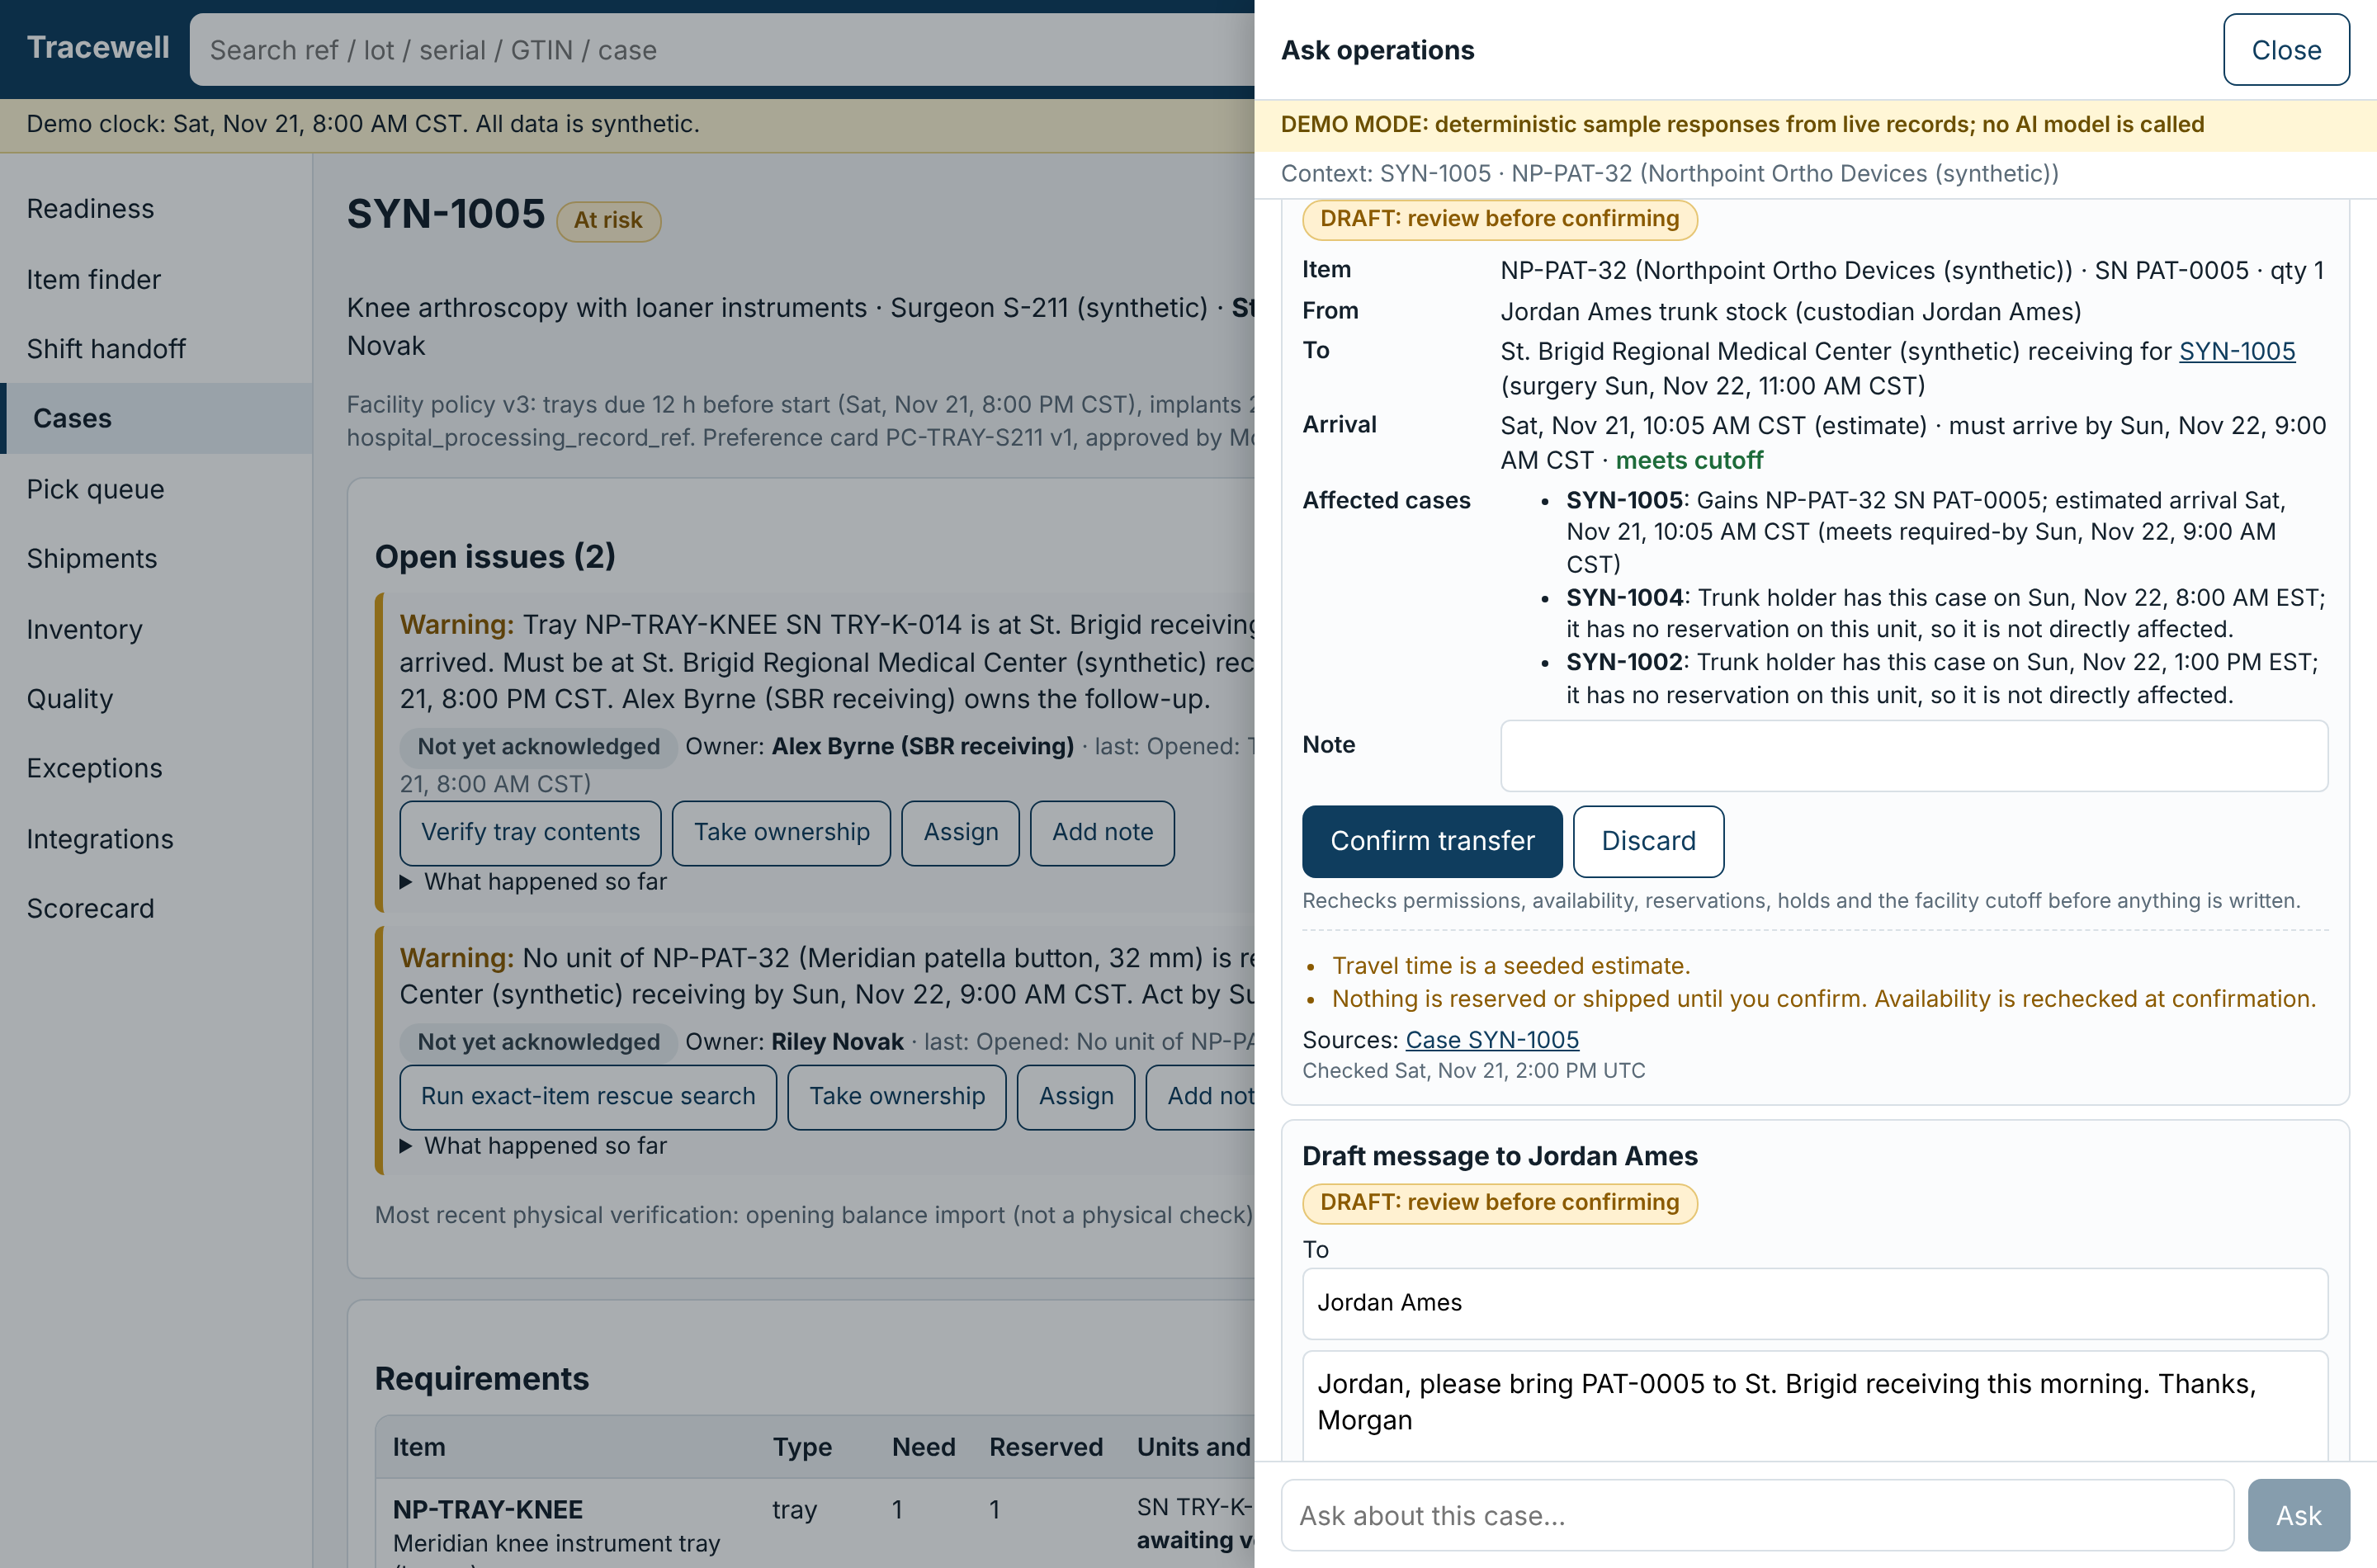 Tracewell
Search ref / lot / serial / GTIN / case
Demo clock: Sat, Nov 21, 8:00 AM CST. All data is synthetic.
Readiness
Item finder
Shift handoff
Cases
Pick queue
Shipments
Inventory
Quality
Exceptions
Integrations
Scorecard
SYN-1005 At risk
Knee arthroscopy with loaner instruments · Surgeon S-211 (synthetic) ·
Novak
Facility policy v3: trays due 12 h before start (Sat, Nov 21, 8:00 PM CST), implants
hospital_processing_record_ref. Preference card PC-TRAY-S211 v1, approved by
Open issues (2)
Warning: Tray NP-TRAY-KNEE SN TRY-K-014 is at St. Brigid receiving
arrived. Must be at St. Brigid Regional Medical Center (synthetic)
21, 8:00 PM CST. Alex Byrne (SBR receiving) owns the follow-up.
Not yet acknowledged Owner: Alex Byrne (SBR receiving) · last: Opened:
21, 8:00 AM CST)
Verify tray contents Take ownership Assign Add note
▶ What happened so far
Warning: No unit of NP-PAT-32 (Meridian patella button, 32 mm) is
Center (synthetic) receiving by Sun, Nov 22, 9:00 AM CST. Act by
Not yet acknowledged Owner: Riley Novak · last: Opened: No unit of
Run exact-item rescue search Take ownership Assign Add
▶ What happened so far
Most recent physical verification: opening balance import (not a physical check)
Requirements
Item Type Need Reserved Units and
NP-TRAY-KNEE tray 1 1 SN TRY-K-
Meridian knee instrument tray awaiting
Ask operations
Close
DEMO MODE: deterministic sample responses from live records; no AI model is called
Context: SYN-1005 · NP-PAT-32 (Northpoint Ortho Devices (synthetic))
DRAFT: review before confirming
Item NP-PAT-32 (Northpoint Ortho Devices (synthetic)) · SN PAT-0005 · qty 1
From Jordan Ames trunk stock (custodian Jordan Ames)
To St. Brigid Regional Medical Center (synthetic) receiving for SYN-1005
(surgery Sun, Nov 22, 11:00 AM CST)
Arrival Sat, Nov 21, 10:05 AM CST (estimate) · must arrive by Sun, Nov 22, 9:00
AM CST · meets cutoff
Affected cases • SYN-1005: Gains NP-PAT-32 SN PAT-0005; estimated arrival Sat,
Nov 21, 10:05 AM CST (meets required-by Sun, Nov 22, 9:00 AM
CST)
• SYN-1004: Trunk holder has this case on Sun, Nov 22, 8:00 AM EST;
it has no reservation on this unit, so it is not directly affected.
• SYN-1002: Trunk holder has this case on Sun, Nov 22, 1:00 PM EST;
it has no reservation on this unit, so it is not directly affected.
Note
Confirm transfer Discard
Rechecks permissions, availability, reservations, holds and the facility cutoff before anything is written.
• Travel time is a seeded estimate.
• Nothing is reserved or shipped until you confirm. Availability is rechecked at confirmation.
Sources: Case SYN-1005
Checked Sat, Nov 21, 2:00 PM UTC
Draft message to Jordan Ames
DRAFT: review before confirming
To
Jordan Ames
Jordan, please bring PAT-0005 to St. Brigid receiving this morning. Thanks,
Morgan
Ask about this case...
Ask